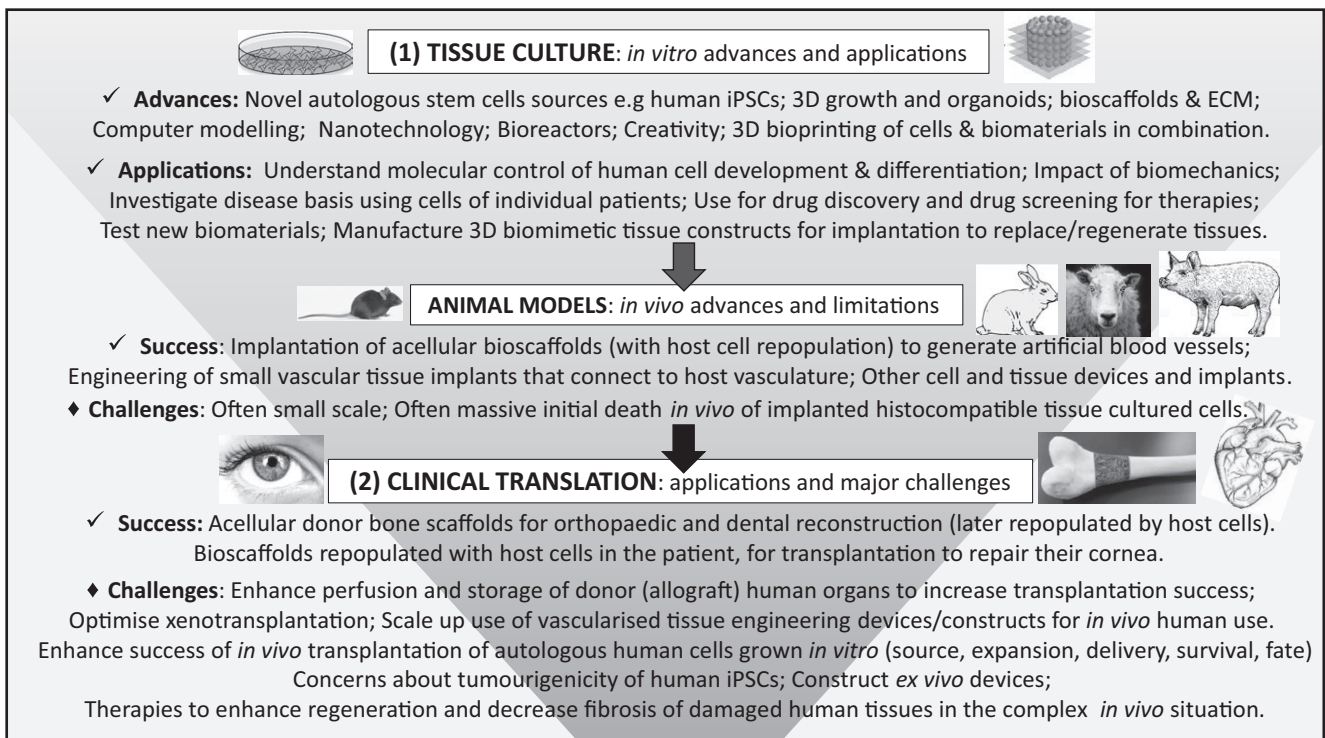 (1) TISSUE CULTURE: in vitro advances and applications
✓ Advances: Novel autologous stem cells sources e.g human iPSCs; 3D growth and organoids; bioscaffolds & ECM;
Computer modelling; Nanotechnology; Bioreactors; Creativity; 3D bioprinting of cells & biomaterials in combination.
✓ Applications: Understand molecular control of human cell development & differentiation; Impact of biomechanics;
Investigate disease basis using cells of individual patients; Use for drug discovery and drug screening for therapies;
Test new biomaterials; Manufacture 3D biomimetic tissue constructs for implantation to replace/regenerate tissues.
ANIMAL MODELS: in vivo advances and limitations
✓ Success: Implantation of acellular bioscaffolds (with host cell repopulation) to generate artificial blood vessels;
Engineering of small vascular tissue implants that connect to host vasculature; Other cell and tissue devices and implants.
♦ Challenges: Often small scale; Often massive initial death in vivo of implanted histocompatible tissue cultured cells.
(2) CLINICAL TRANSLATION: applications and major challenges
✓ Success: Acellular donor bone scaffolds for orthopaedic and dental reconstruction (later repopulated by host cells).
Bioscaffolds repopulated with host cells in the patient, for transplantation to repair their cornea.
♦ Challenges: Enhance perfusion and storage of donor (allograft) human organs to increase transplantation success;
Optimise xenotransplantation; Scale up use of vascularised tissue engineering devices/constructs for in vivo human use.
Enhance success of in vivo transplantation of autologous human cells grown in vitro (source, expansion, delivery, survival, fate)
Concerns about tumourigenicity of human iPSCs; Construct ex vivo devices;
Therapies to enhance regeneration and decrease fibrosis of damaged human tissues in the complex in vivo situation.